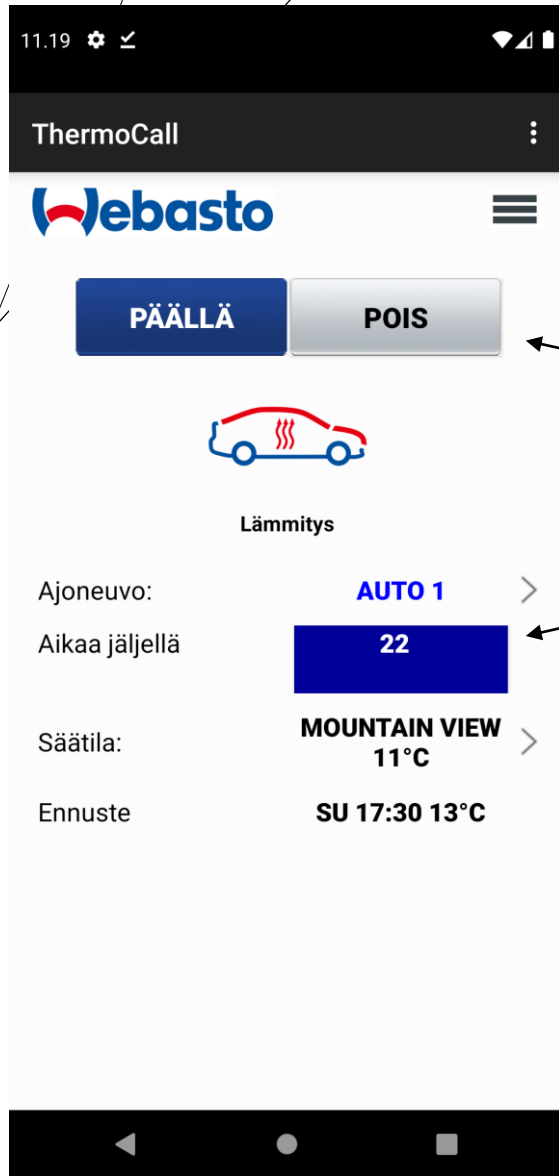 11.19
ThermoCall
Webasto
PÄÄLLÄ POIS
Lämmitys
Ajoneuvo: AUTO 1
Aikaa jäljellä 22
Säätila: MOUNTAIN VIEW
11°C
Ennuste SU 17:30 13°C